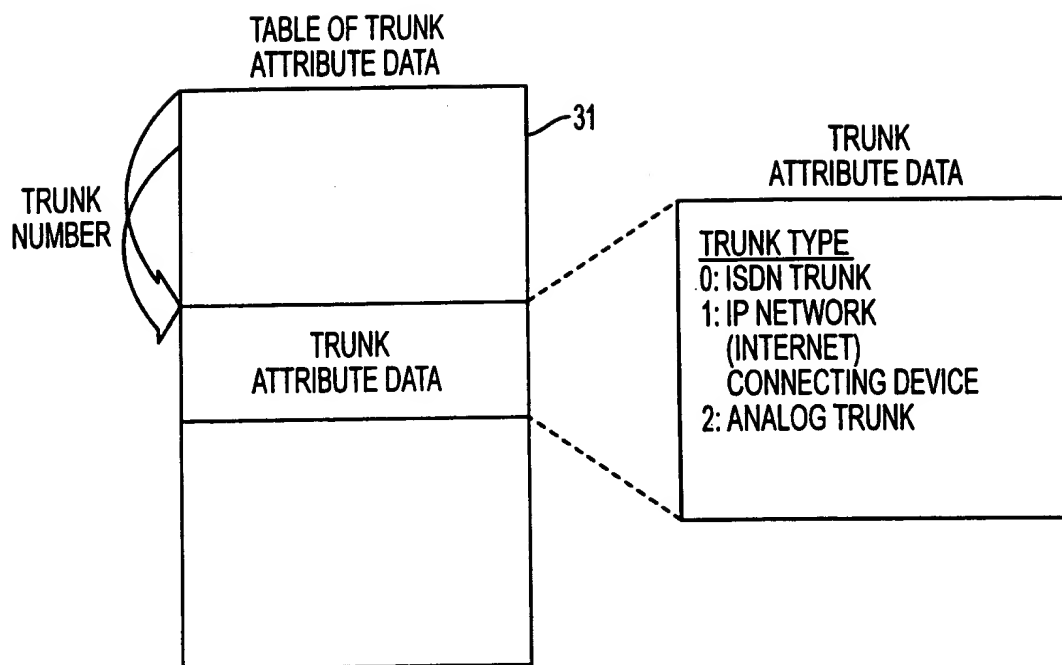 TABLE OF TRUNK
ATTRIBUTE DATA
31
TRUNK
NUMBER
TRUNK
ATTRIBUTE DATA
TRUNK
ATTRIBUTE DATA
TRUNK TYPE
0: ISDN TRUNK
1: IP NETWORK
(INTERNET)
CONNECTING DEVICE
2: ANALOG TRUNK